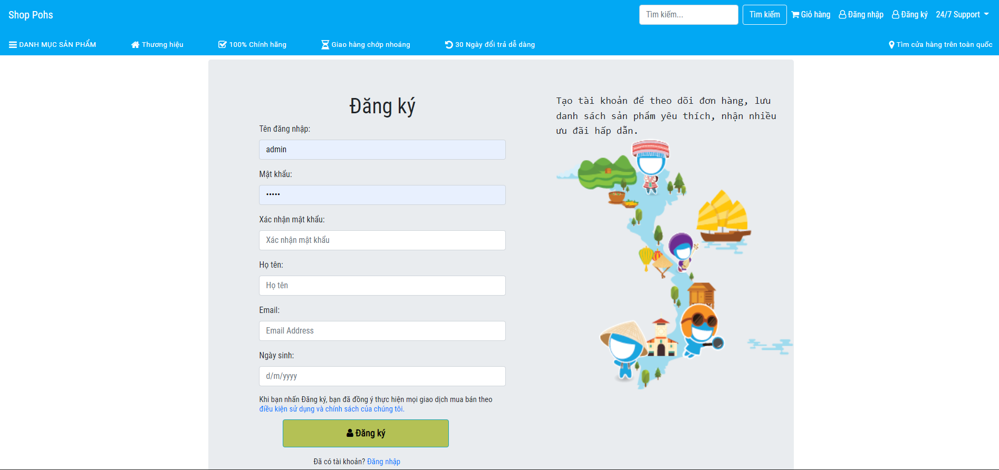 Shop Pohs
Tìm kiếm...
Tìm kiếm
Giỏ hàng
Đăng nhập
Đăng ký
24/7 Support
DANH MỤC SẢN PHẨM
Thương hiệu
100% Chính hãng
Giao hàng chớp nhoáng
30 Ngày đổi trả dễ dàng
Tìm cửa hàng trên toàn quốc
Đăng ký
Tên đăng nhập:
admin
Mật khẩu:
•••••
Xác nhận mật khẩu:
Xác nhận mật khẩu
Họ tên:
Họ tên
Email:
Email Address
Ngày sinh:
d/m/yyyy
Khi bạn nhấn Đăng ký, bạn đã đồng ý thực hiện mọi giao dịch mua bán theo
điều kiện sử dụng và chính sách của chúng tôi.
Đăng ký
Đã có tài khoản? Đăng nhập
Tạo tài khoản để theo dõi đơn hàng, lưu
danh sách sản phẩm yêu thích, nhận nhiều
ưu đãi hấp dẫn.